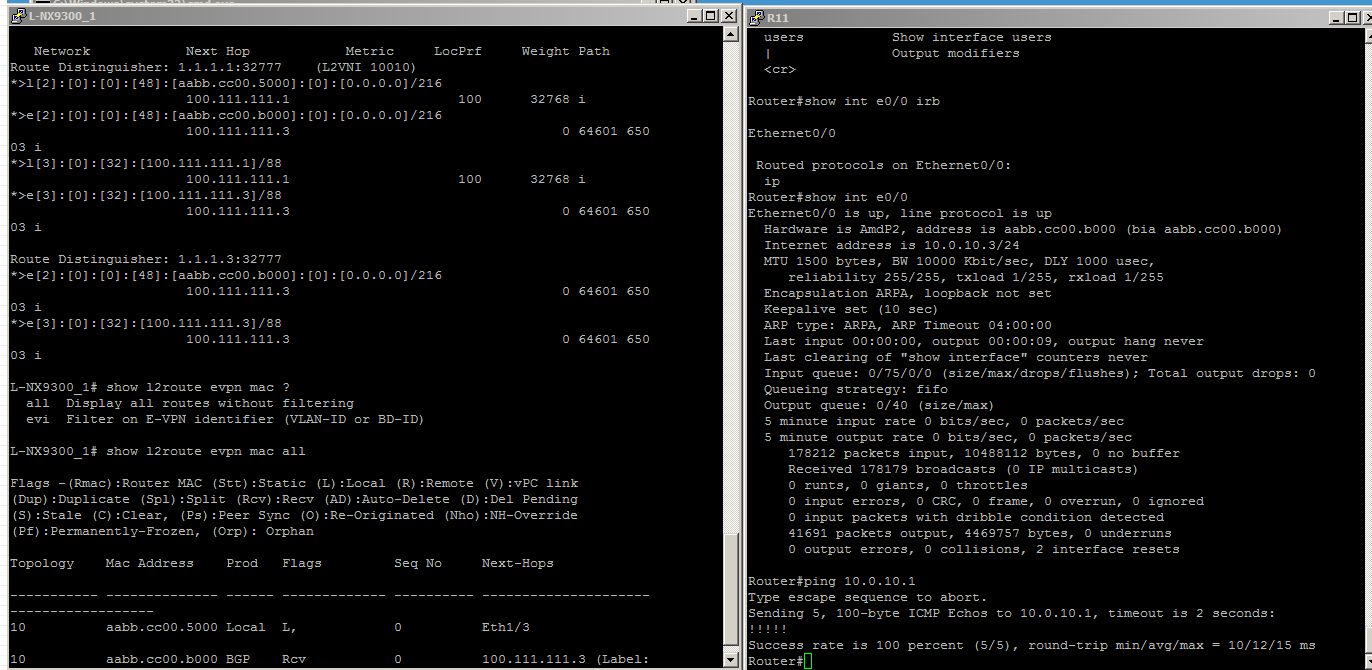 L-NX9300_1
   Network            Next Hop            Metric     LocPrf     Weight Path
Route Distinguisher: 1.1.1.1:32777    (L2VNI 10010)
*>l[2]:[0]:[0]:[48]:[aabb.cc00.5000]:[0]:[0.0.0.0]/216
                      100.111.111.1                     100      32768 i
*>e[2]:[0]:[0]:[48]:[aabb.cc00.b000]:[0]:[0.0.0.0]/216
                      100.111.111.3                                  0 64601 650
03 i
*>l[3]:[0]:[32]:[100.111.111.1]/88
                      100.111.111.1                     100      32768 i
*>e[3]:[0]:[32]:[100.111.111.3]/88
                      100.111.111.3                                  0 64601 650
03 i
Route Distinguisher: 1.1.1.3:32777
*>e[2]:[0]:[0]:[48]:[aabb.cc00.b000]:[0]:[0.0.0.0]/216
                      100.111.111.3                                  0 64601 650
03 i
*>e[3]:[0]:[32]:[100.111.111.3]/88
                      100.111.111.3                                  0 64601 650
03 i
L-NX9300_1# show l2route evpn mac ?
  all  Display all routes without filtering
  evi  Filter on E-VPN identifier (VLAN-ID or BD-ID)
L-NX9300_1# show l2route evpn mac all
Flags -(Rmac):Router MAC (Stt):Static (L):Local (R):Remote (V):vPC link
(Dup):Duplicate (Spl):Split (Rcv):Recv (AD):Auto-Delete (D):Del Pending
(S):Stale (C):Clear, (Ps):Peer Sync (O):Re-Originated (Nho):NH-Override
(Pf):Permanently-Frozen, (Orp): Orphan
Topology    Mac Address    Prod   Flags         Seq No     Next-Hops
----------- -------------- ------ ------------- ---------- ---------------------
------------------
10          aabb.cc00.5000 Local  L,            0          Eth1/3
10          aabb.cc00.b000 BGP    Rcv           0          100.111.111.3 (Label:
R11
  users           Show interface users
  |               Output modifiers
  <cr>
Router#show int e0/0 irb
Ethernet0/0
 Routed protocols on Ethernet0/0:
  ip
Router#show int e0/0
Ethernet0/0 is up, line protocol is up
  Hardware is AmdP2, address is aabb.cc00.b000 (bia aabb.cc00.b000)
  Internet address is 10.0.10.3/24
  MTU 1500 bytes, BW 10000 Kbit/sec, DLY 1000 usec,
     reliability 255/255, txload 1/255, rxload 1/255
  Encapsulation ARPA, loopback not set
  Keepalive set (10 sec)
  ARP type: ARPA, ARP Timeout 04:00:00
  Last input 00:00:00, output 00:00:09, output hang never
  Last clearing of "show interface" counters never
  Input queue: 0/75/0/0 (size/max/drops/flushes); Total output drops: 0
  Queueing strategy: fifo
  Output queue: 0/40 (size/max)
  5 minute input rate 0 bits/sec, 0 packets/sec
  5 minute output rate 0 bits/sec, 0 packets/sec
     178212 packets input, 10488112 bytes, 0 no buffer
     Received 178179 broadcasts (0 IP multicasts)
     0 runts, 0 giants, 0 throttles
     0 input errors, 0 CRC, 0 frame, 0 overrun, 0 ignored
     0 input packets with dribble condition detected
     41691 packets output, 4469757 bytes, 0 underruns
     0 output errors, 0 collisions, 2 interface resets
Router#ping 10.0.10.1
Type escape sequence to abort.
Sending 5, 100-byte ICMP Echos to 10.0.10.1, timeout is 2 seconds:
!!!!!
Success rate is 100 percent (5/5), round-trip min/avg/max = 10/12/15 ms
Router#